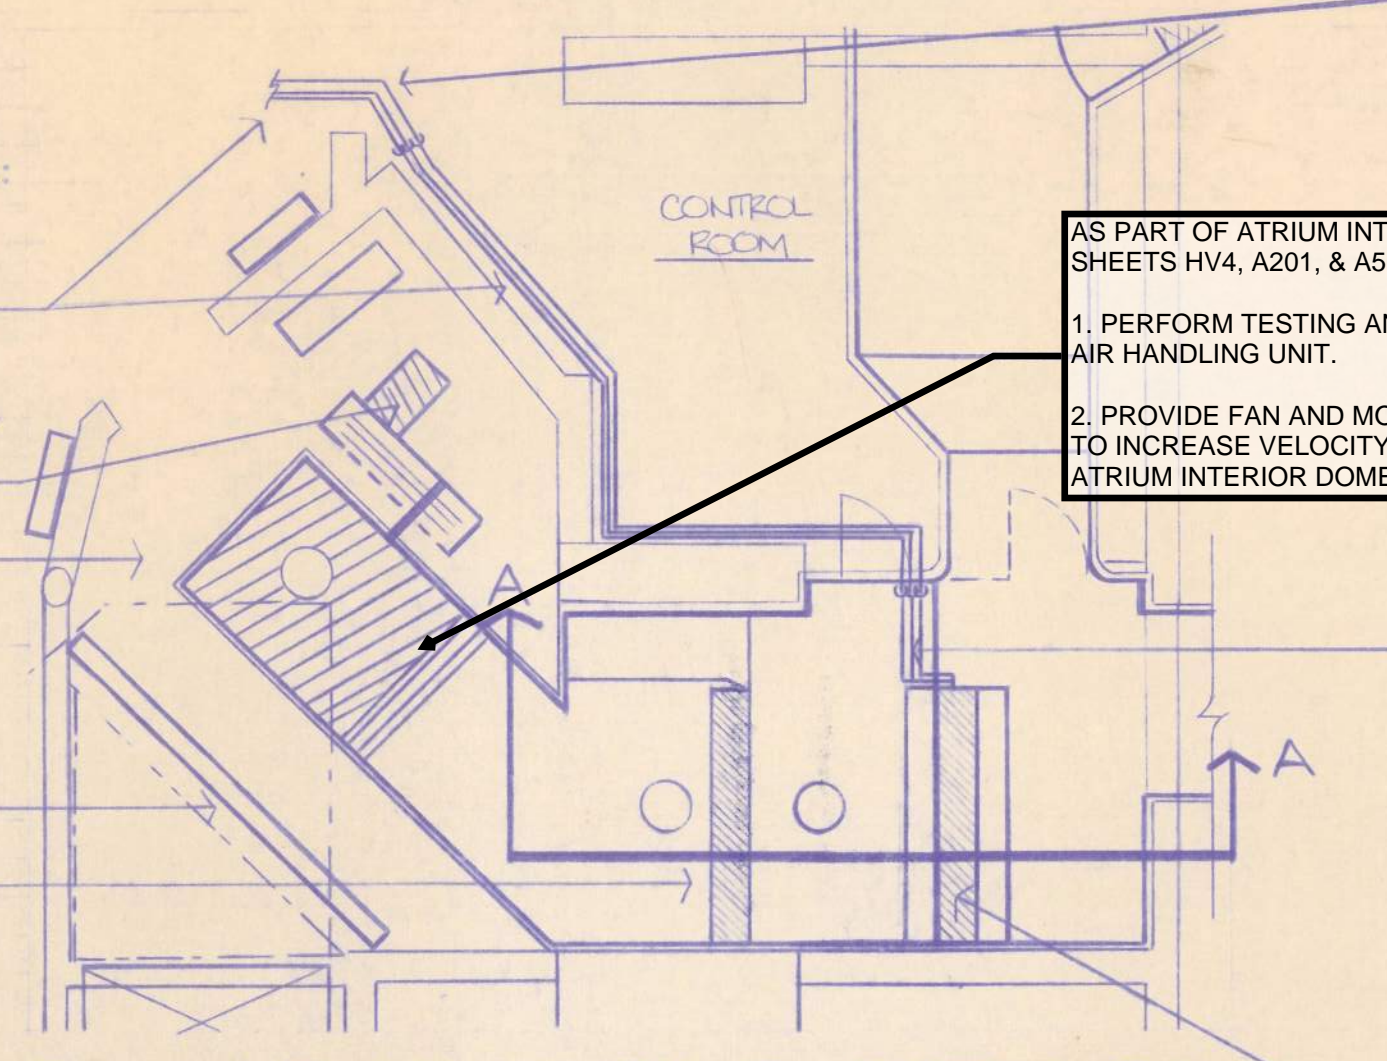 CONTROL
ROOM
AS PART OF ATRIUM INT
SHEETS HV4, A201, & A5
1. PERFORM TESTING AN
AIR HANDLING UNIT.
2. PROVIDE FAN AND MO
TO INCREASE VELOCITY
ATRIUM INTERIOR DOME
A
A